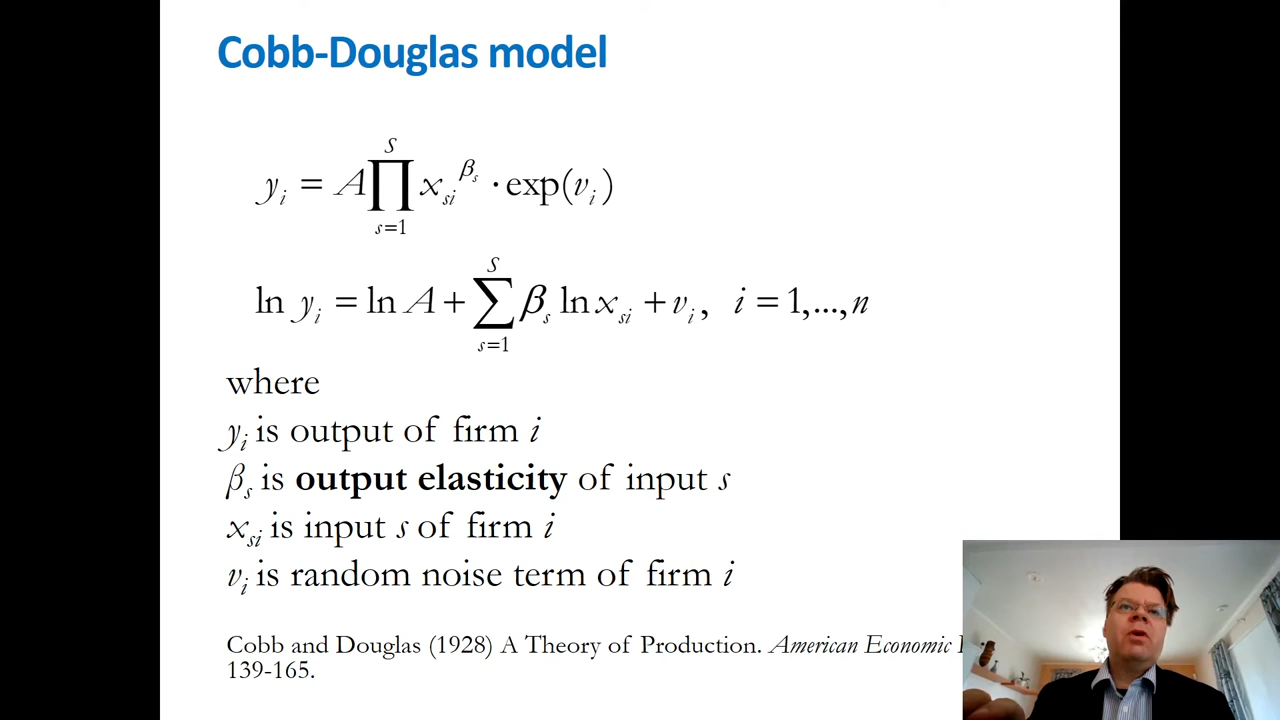 Cobb-Douglas model
y_i = A ∏_{s=1}^{S} x_{si}^{β_s} · exp(v_i)
ln y_i = ln A + ∑_{s=1}^{S} β_s ln x_{si} + v_i, i = 1,...,n
where
y_i is output of firm i
β_s is output elasticity of input s
x_{si} is input s of firm i
v_i is random noise term of firm i
Cobb and Douglas (1928) A Theory of Production. American Economic
139-165.